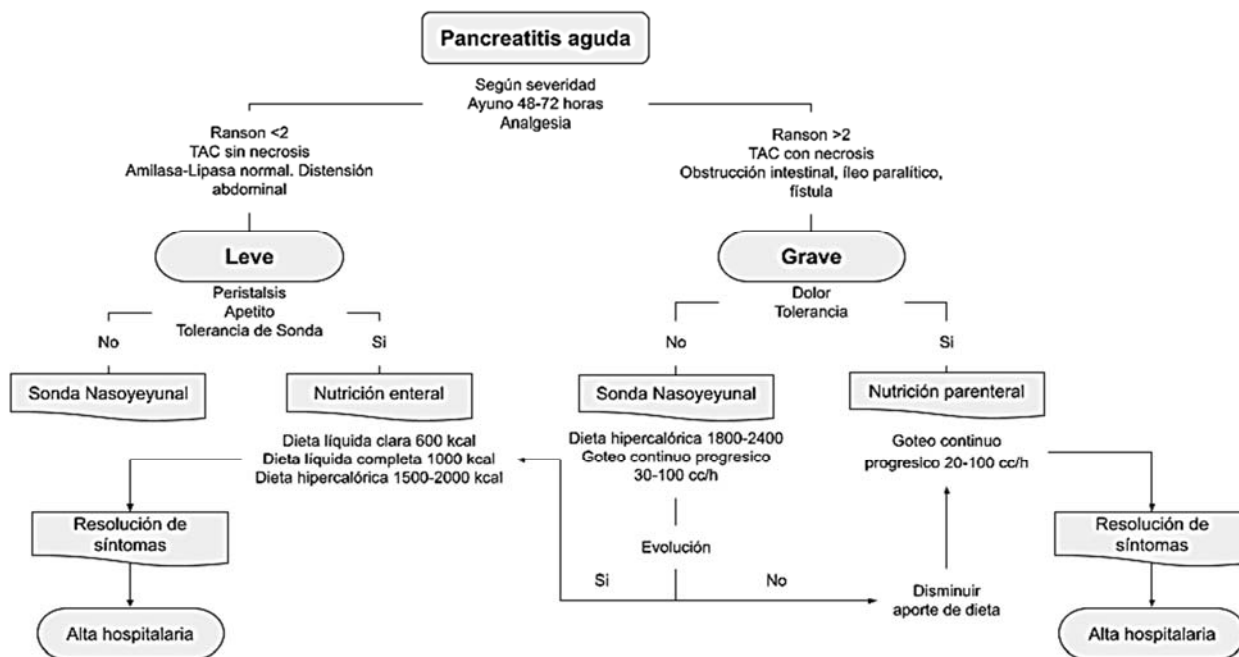 Pancreatitis aguda
Según severidad
Ayuno 48-72 horas
Analgesia
Ranson <2
TAC sin necrosis
Amilasa-Lipasa normal. Distensión
abdominal
Ranson >2
TAC con necrosis
Obstrucción intestinal, íleo paralítico,
fístula
Leve
Grave
Peristalsis
Apetito
Tolerancia de Sonda
No
Si
Dolor
Tolerancia
No
Si
Sonda Nasoyeyunal
Nutrición enteral
Sonda Nasoyeyunal
Nutrición parenteral
Dieta líquida clara 600 kcal
Dieta líquida completa 1000 kcal
Dieta hipercalórica 1500-2000 kcal
Dieta hipercalórica 1800-2400
Goteo continuo progresico
30-100 cc/h
Goteo continuo
progresico 20-100 cc/h
Resolución de
síntomas
Evolución
Si
No
Disminuir
aporte de dieta
Resolución de
síntomas
Alta hospitalaria
Alta hospitalaria